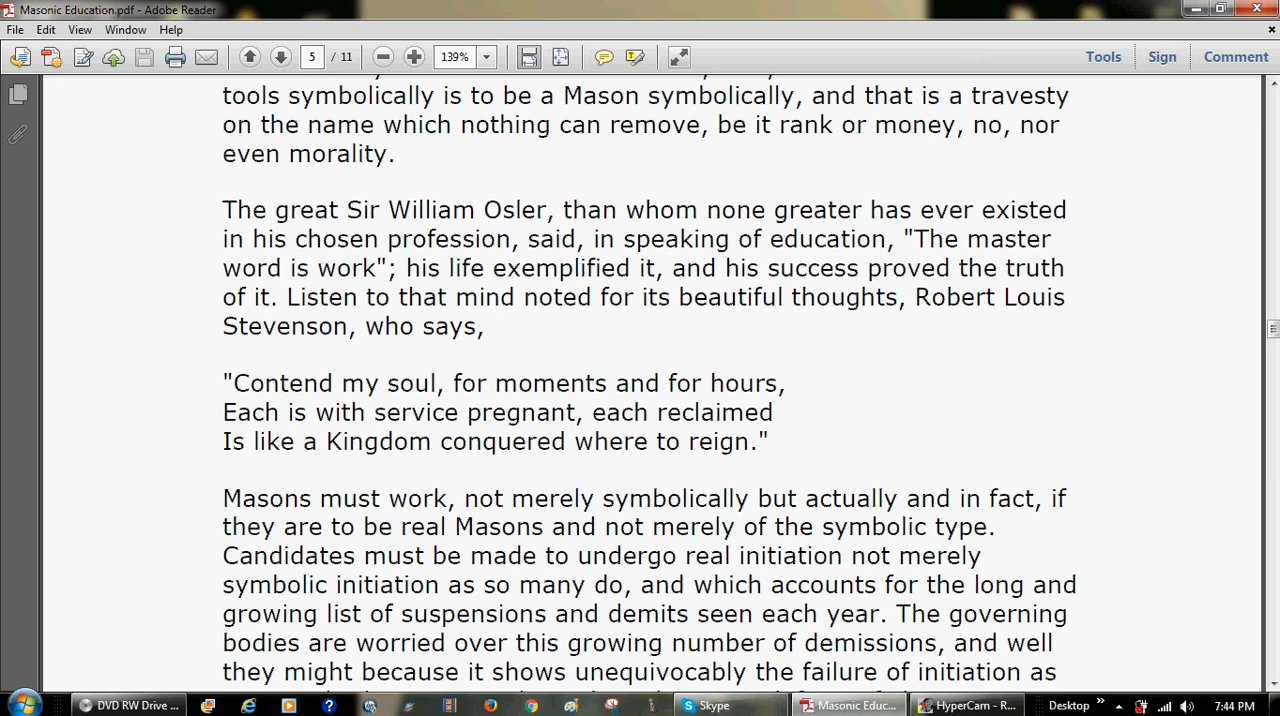 Masonic Education.pdf - Adobe Reader
File Edit View Window Help
5 / 11 139% Tools Sign Comment
tools symbolically is to be a Mason symbolically, and that is a travesty
on the name which nothing can remove, be it rank or money, no, nor
even morality.
The great Sir William Osler, than whom none greater has ever existed
in his chosen profession, said, in speaking of education, "The master
word is work"; his life exemplified it, and his success proved the truth
of it. Listen to that mind noted for its beautiful thoughts, Robert Louis
Stevenson, who says,
"Contend my soul, for moments and for hours,
Each is with service pregnant, each reclaimed
Is like a Kingdom conquered where to reign."
Masons must work, not merely symbolically but actually and in fact, if
they are to be real Masons and not merely of the symbolic type.
Candidates must be made to undergo real initiation not merely
symbolic initiation as so many do, and which accounts for the long and
growing list of suspensions and demits seen each year. The governing
bodies are worried over this growing number of demissions, and well
they might because it shows unequivocably the failure of initiation as
DVD RW Drive ... Skype Masonic Educ... HyperCam - R... Desktop 7:44 PM